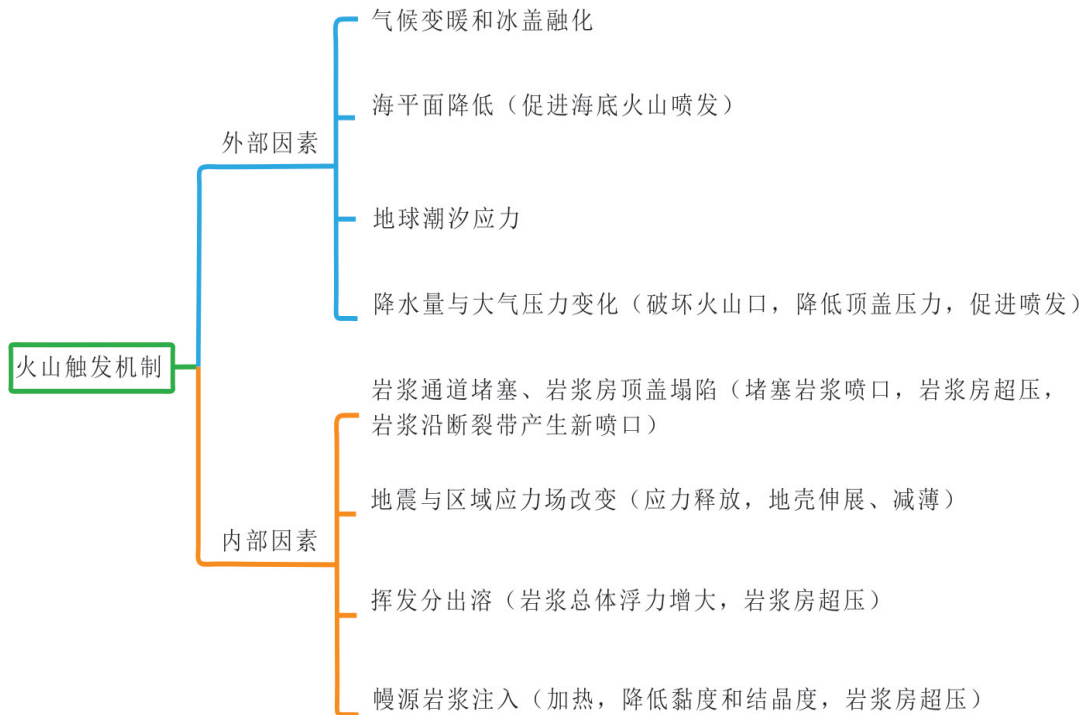 气候变暖和冰盖融化
海平面降低（促进海底火山喷发）
外部因素
地球潮汐应力
降水量与大气压力变化（破坏火山口，降低顶盖压力，促进喷发）
火山触发机制
岩浆通道堵塞、岩浆房顶盖塌陷（堵塞岩浆喷口，岩浆房超压，
岩浆沿断裂带产生新喷口）
地震与区域应力场改变（应力释放，地壳伸展、减薄）
内部因素
挥发分出溶（岩浆总体浮力增大，岩浆房超压）
幔源岩浆注入（加热，降低黏度和结晶度，岩浆房超压）